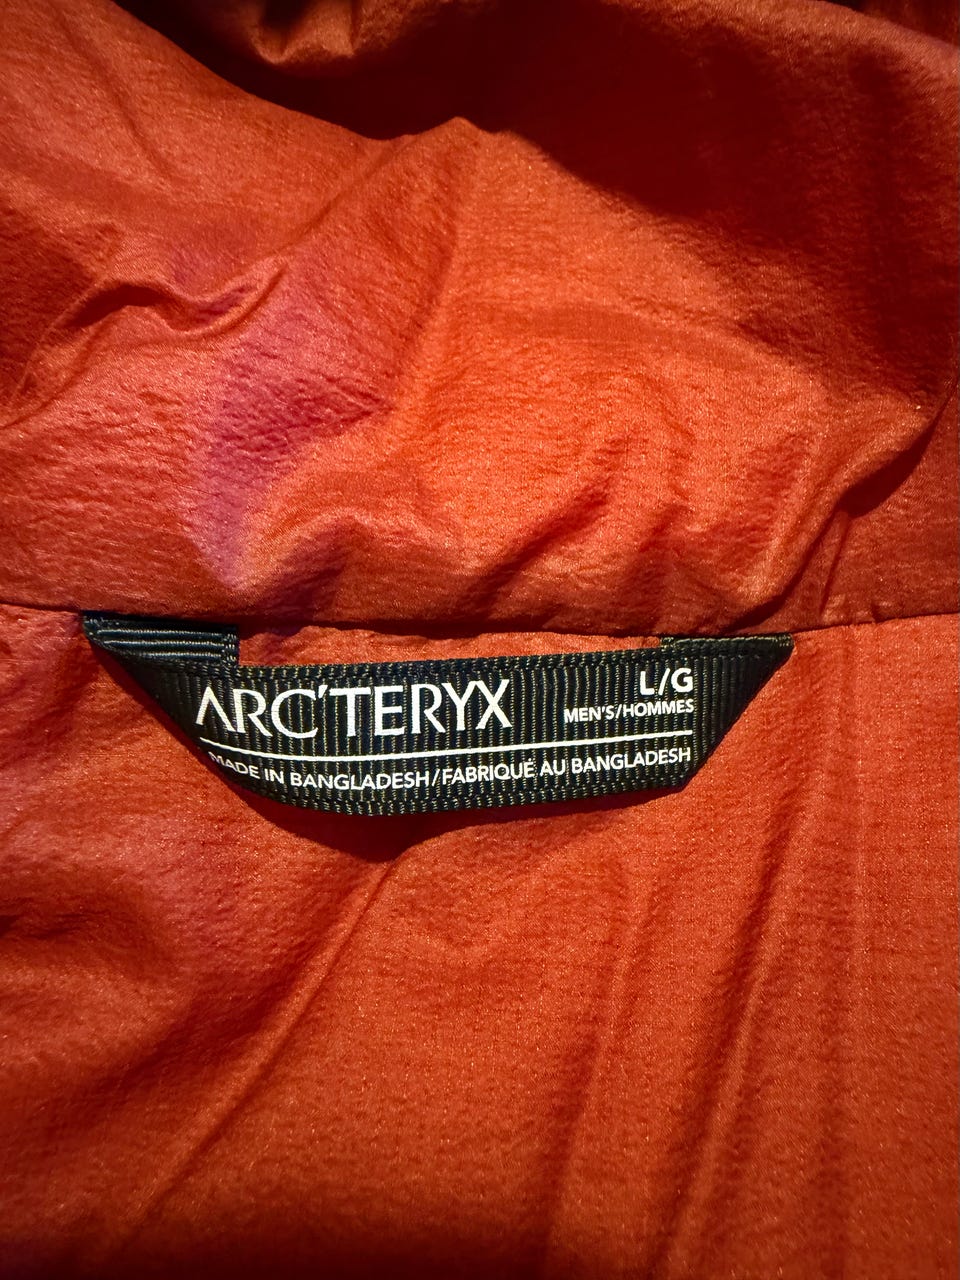 ARC'TERYX
L/G
MEN'S/HOMMES
MADE IN BANGLADESH/FABRIQUÉ AU BANGLADESH